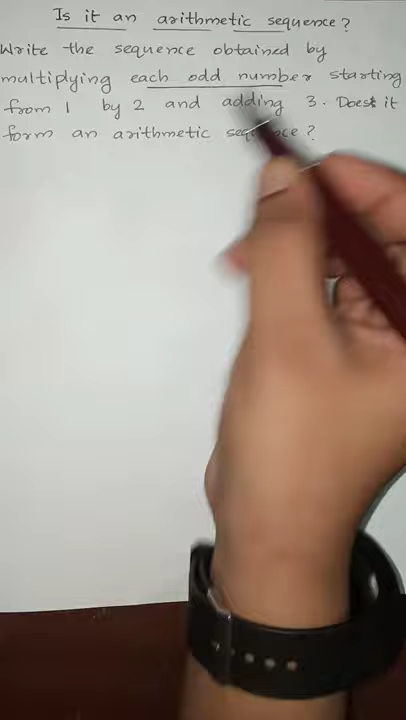 Is it an arithmetic sequence?
Write the sequence obtained by
multiplying each odd number starting
from 1 by 2 and adding 3. Does it
form an arithmetic sequence?